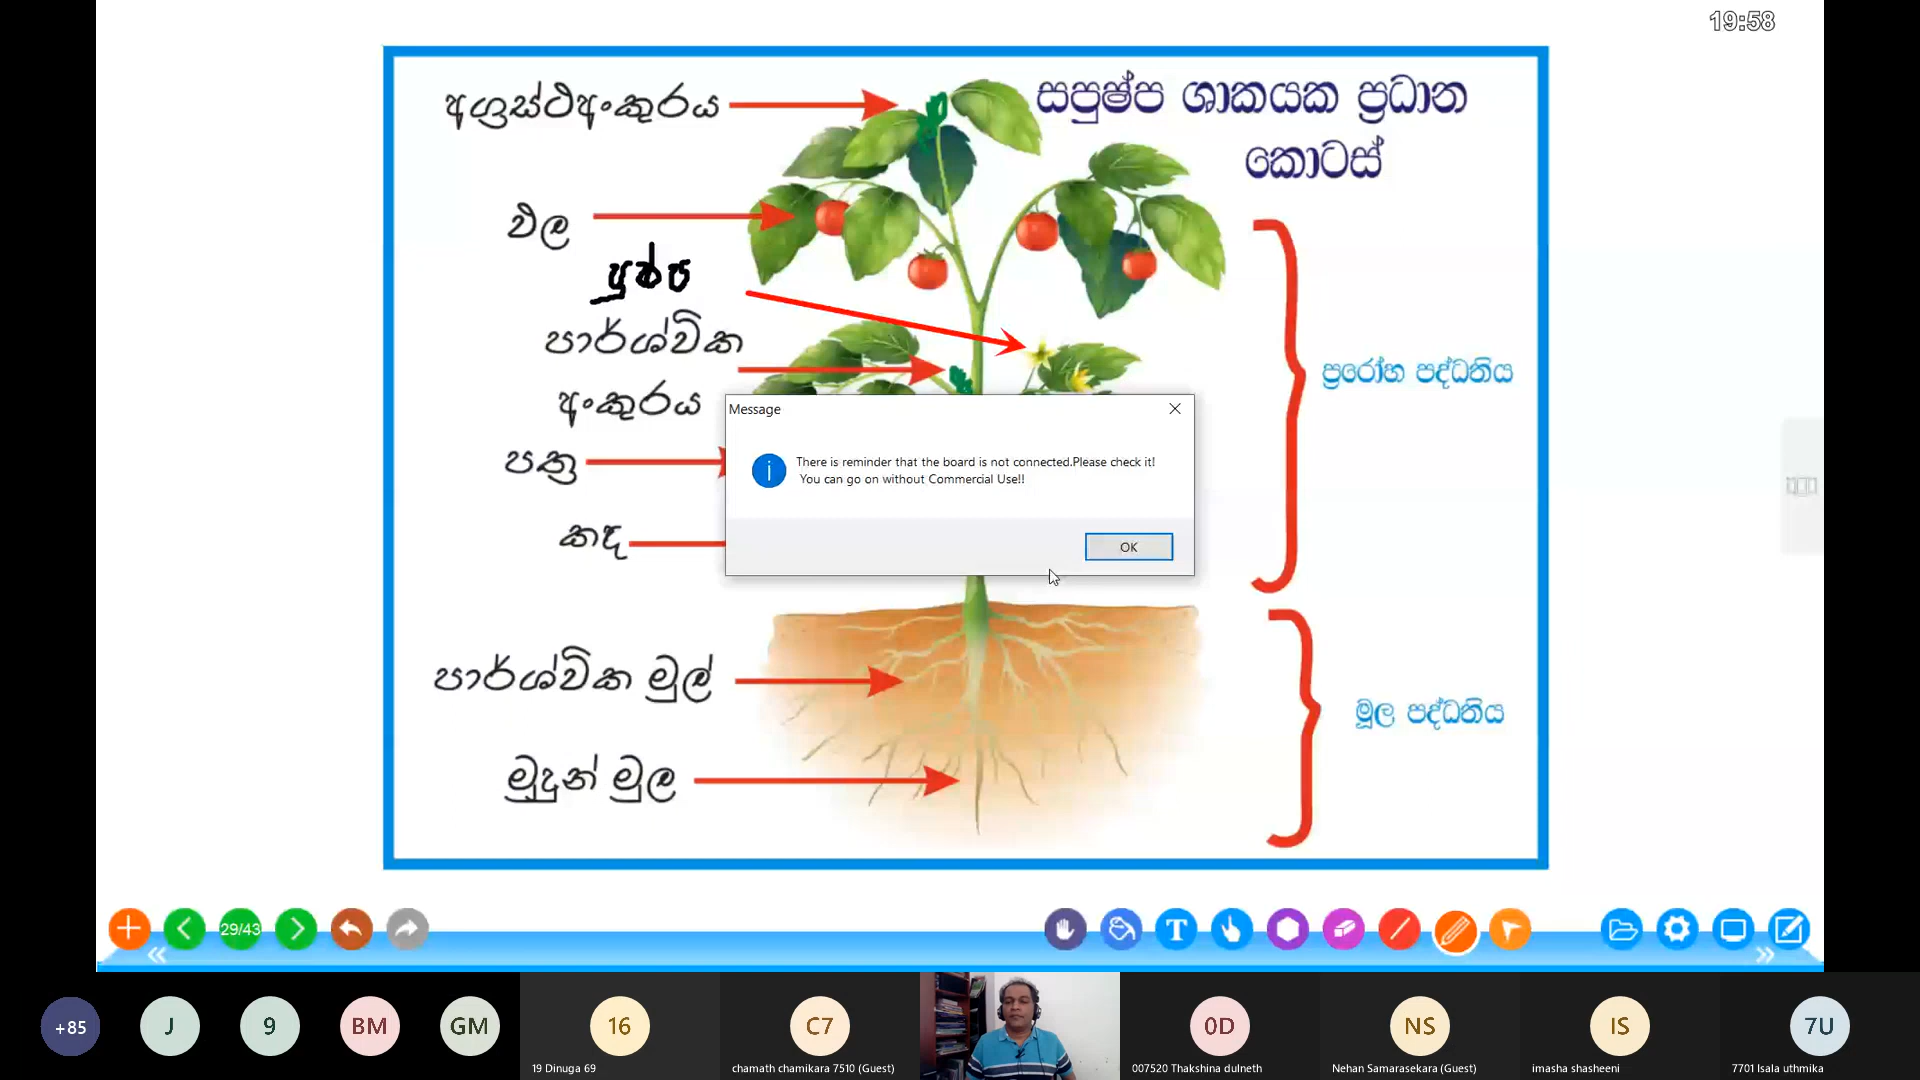 19:58
සපුෂ්ප ශාකයක ප්‍රධාන
කොටස්
අග්‍රස්ථඅංකුරය
ඵල
පුෂ්ප
පාර්ශ්වික
අංකුරය
පත්‍ර
කඳ
පාර්ශ්වික මුල්
මුදුන් මුල
ප්‍රරෝහ පද්ධතිය
මූල පද්ධතිය
Message
There is reminder that the board is not connected.Please check it!
You can go on without Commercial Use!!
OK
29/43
T
+85
J
9
BM
GM
16
19 Dinuga 69
C7
chamath chamikara 7510 (Guest)
0D
007520 Thakshina dulneth
NS
Nehan Samarasekara (Guest)
IS
imasha shasheeni
7U
7701 Isala uthmika